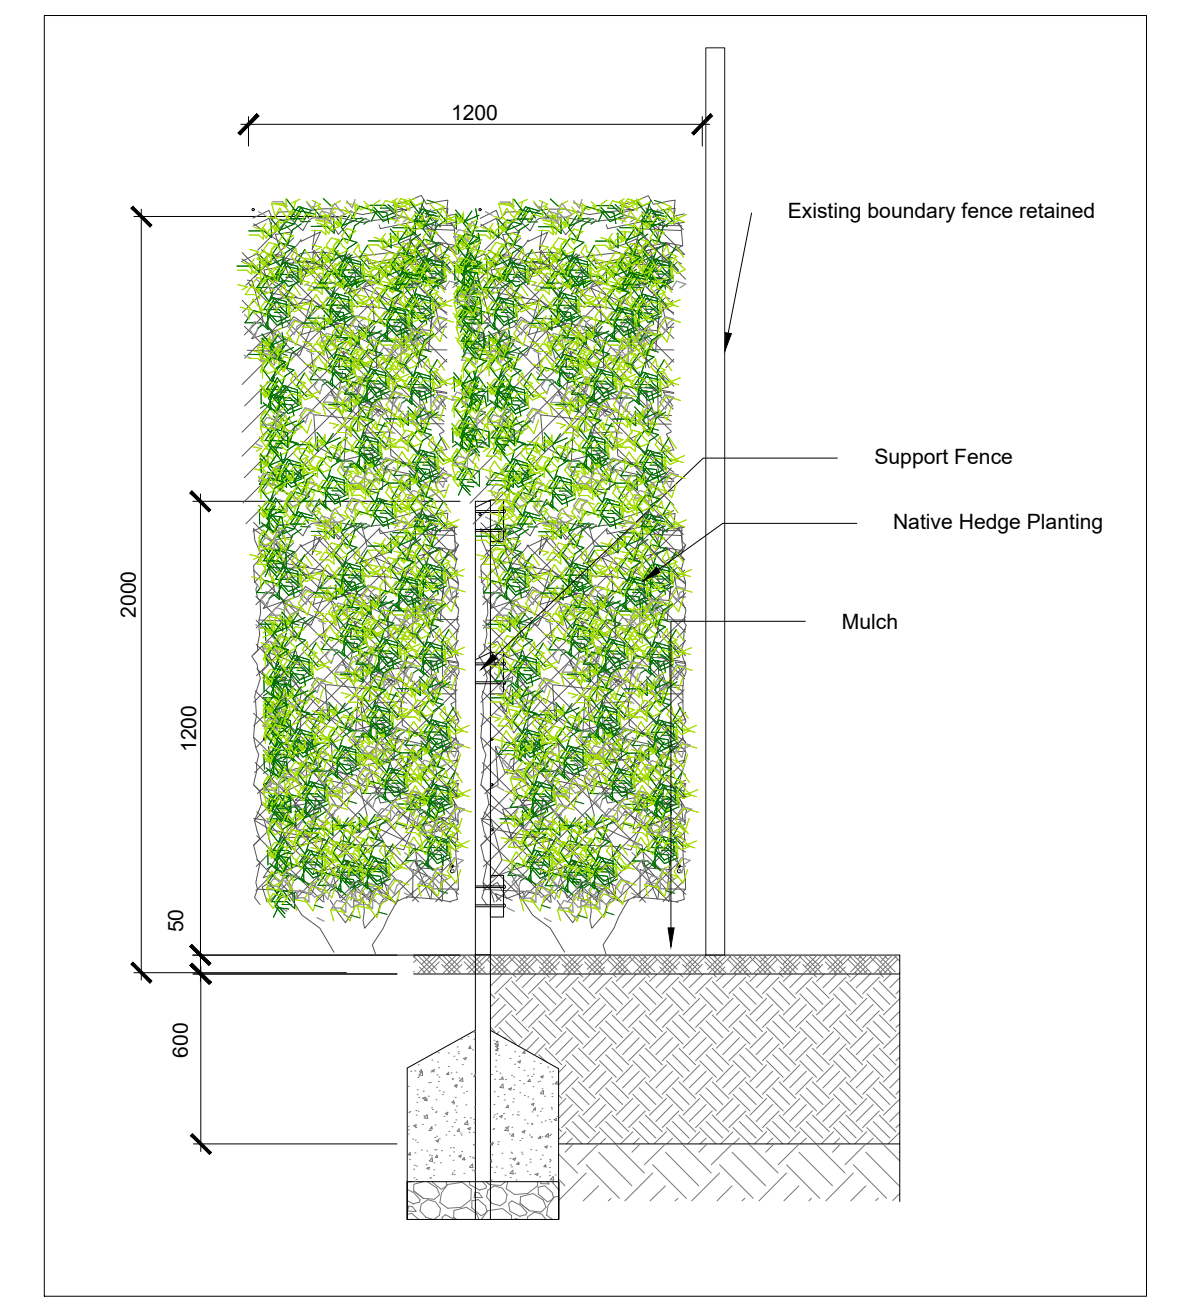 1200
Existing boundary fence retained
Support Fence
Native Hedge Planting
2000
Mulch
1200
50
600